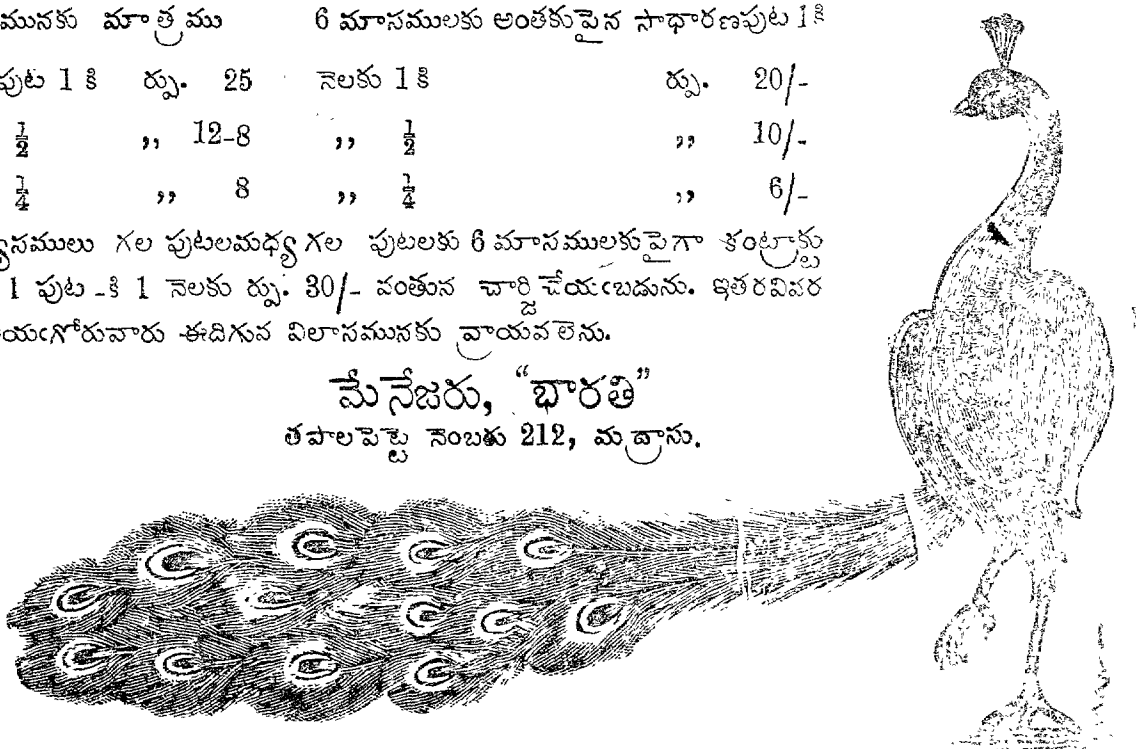 మునకు మాత్రము 6 మాసములకు అంతకుపైన సాధారణపుట 1కి
పుట 1 కి ర్పు. 25 నెలకు 1 కి ర్పు. 20/-
½ ,, 12-8 ,, ½ ,, 10/-
¼ ,, 8 ,, ¼ ,, 6/-
్యాసములు గల పుటలమధ్య గల పుటలకు 6 మాసములకుపైగా కంట్రాక్టు
1 పుట -కి 1 నెలకు ర్పు. 30/- వంతున చార్జి చేయఁబడును. ఇతరవివర
యఁగోరువారు ఈదిగువ విలాసమునకు వ్రాయవలెను.
మేనేజరు, “భారతి”
తపాలపెట్టె నెంబరు 212, మద్రాసు.